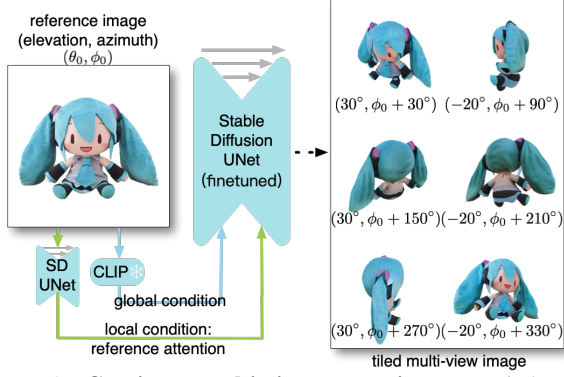 reference image
(elevation, azimuth)
(θ₀, ϕ₀)
Stable
Diffusion
UNet
(finetuned)
SD
UNet
CLIP
global condition
local condition:
reference attention
(30°, ϕ₀ + 30°) (−20°, ϕ₀ + 90°)
(30°, ϕ₀ + 150°)(−20°, ϕ₀ + 210°)
(30°, ϕ₀ + 270°)(−20°, ϕ₀ + 330°)
tiled multi-view image